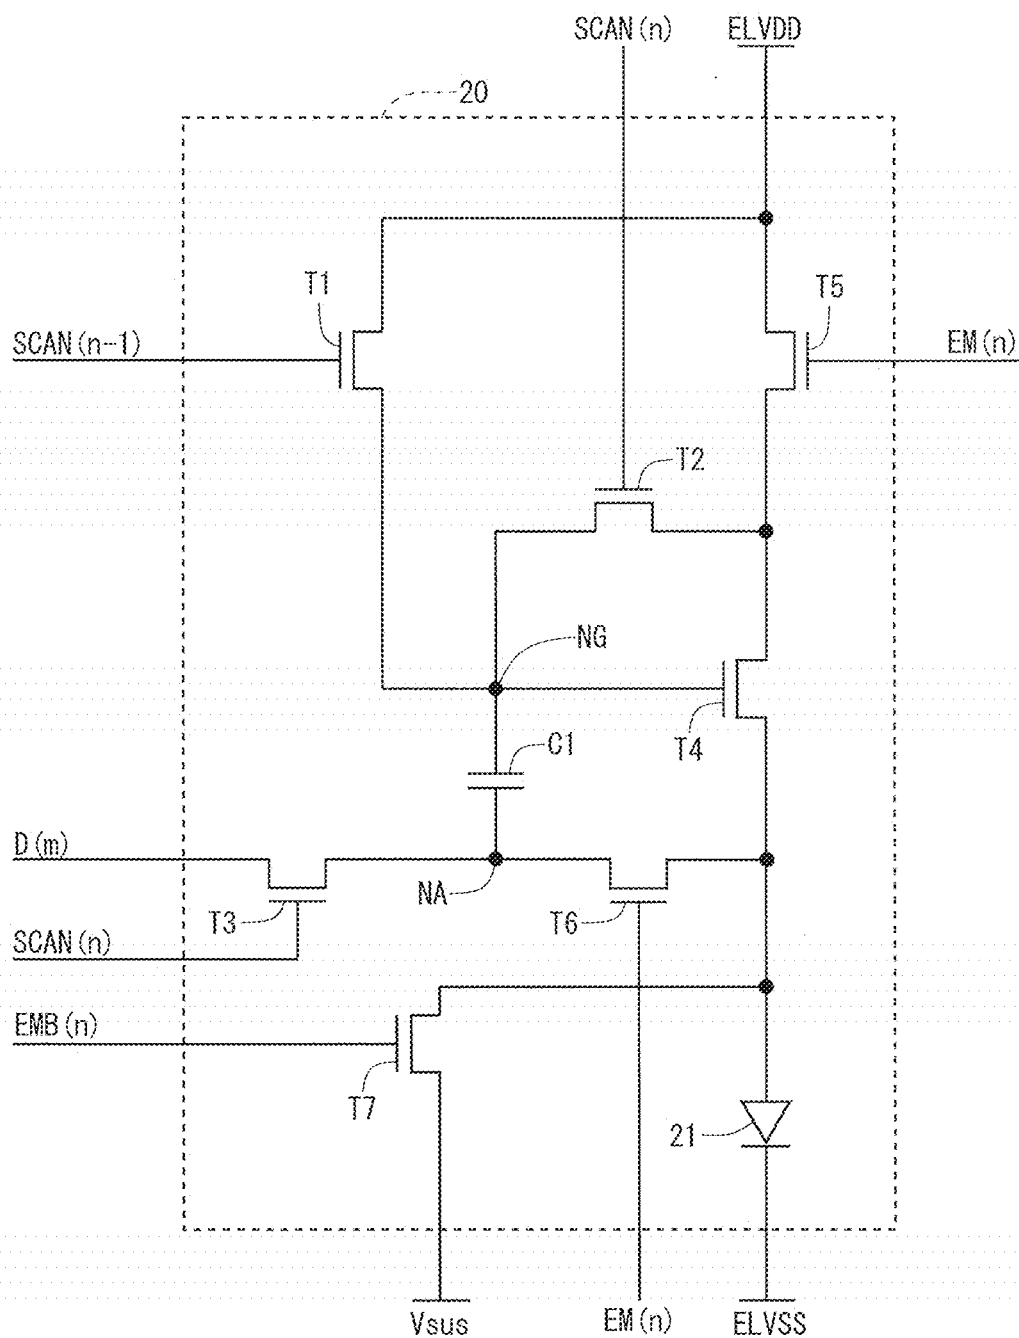 SCAN(n) ELVDD
20
T1
T5
SCAN(n-1)
EM(n)
T2
NG
T4
C1
D(m)
NA
T3
T6
SCAN(n)
EMB(n)
T7
21
Vsus
EM(n)
ELVSS